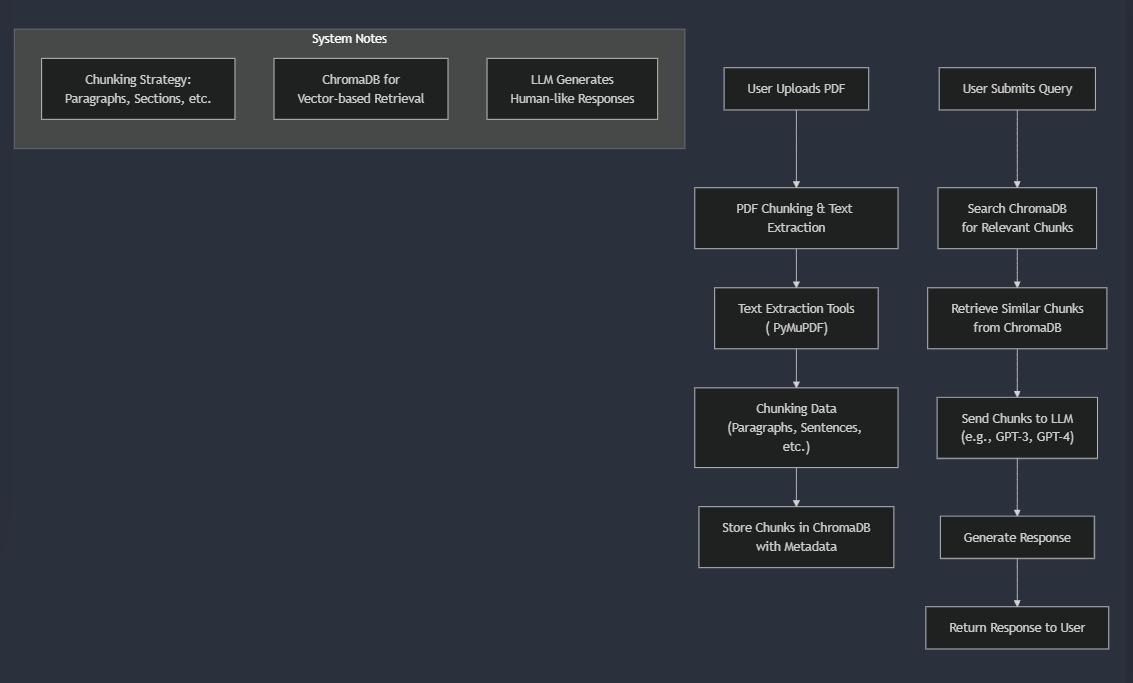 System Notes
Chunking Strategy:
Paragraphs, Sections, etc.
ChromaDB for
Vector-based Retrieval
LLM Generates
Human-like Responses
User Uploads PDF
PDF Chunking & Text
Extraction
Text Extraction Tools
( PyMuPDF)
Chunking Data
(Paragraphs, Sentences,
etc.)
Store Chunks in ChromaDB
with Metadata
User Submits Query
Search ChromaDB
for Relevant Chunks
Retrieve Similar Chunks
from ChromaDB
Send Chunks to LLM
(e.g., GPT-3, GPT-4)
Generate Response
Return Response to User